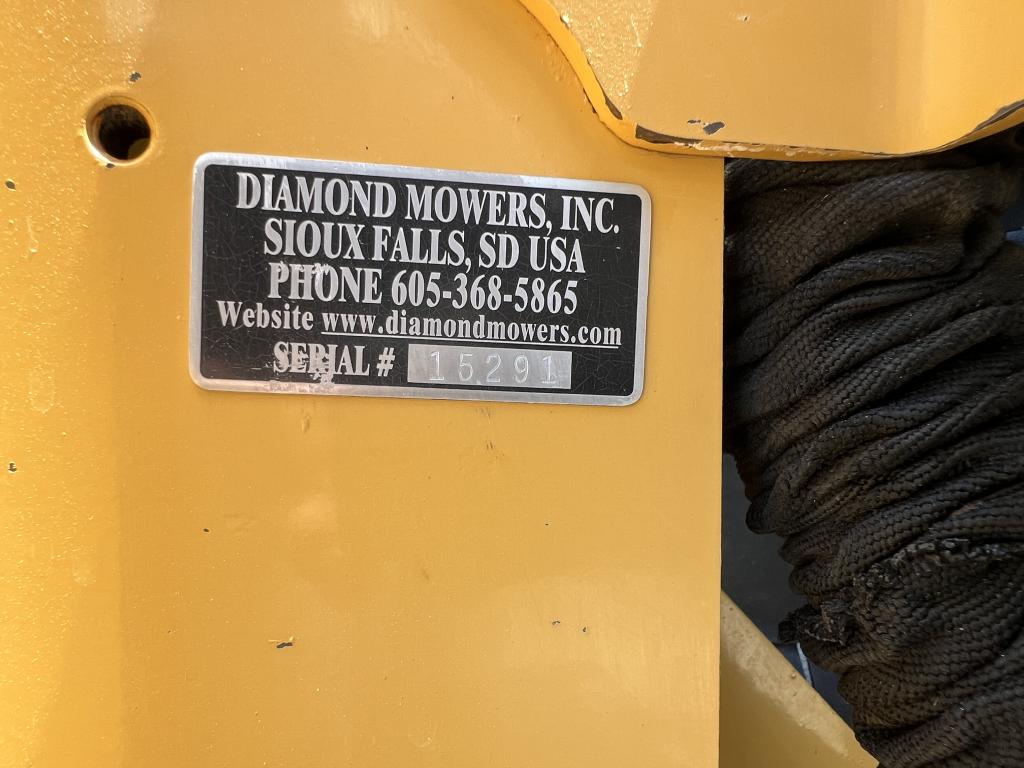 DIAMOND MOWERS, INC.
SIOUX FALLS, SD USA
PHONE 605-368-5865
Website www.diamondmowers.com
SERIAL # 15291